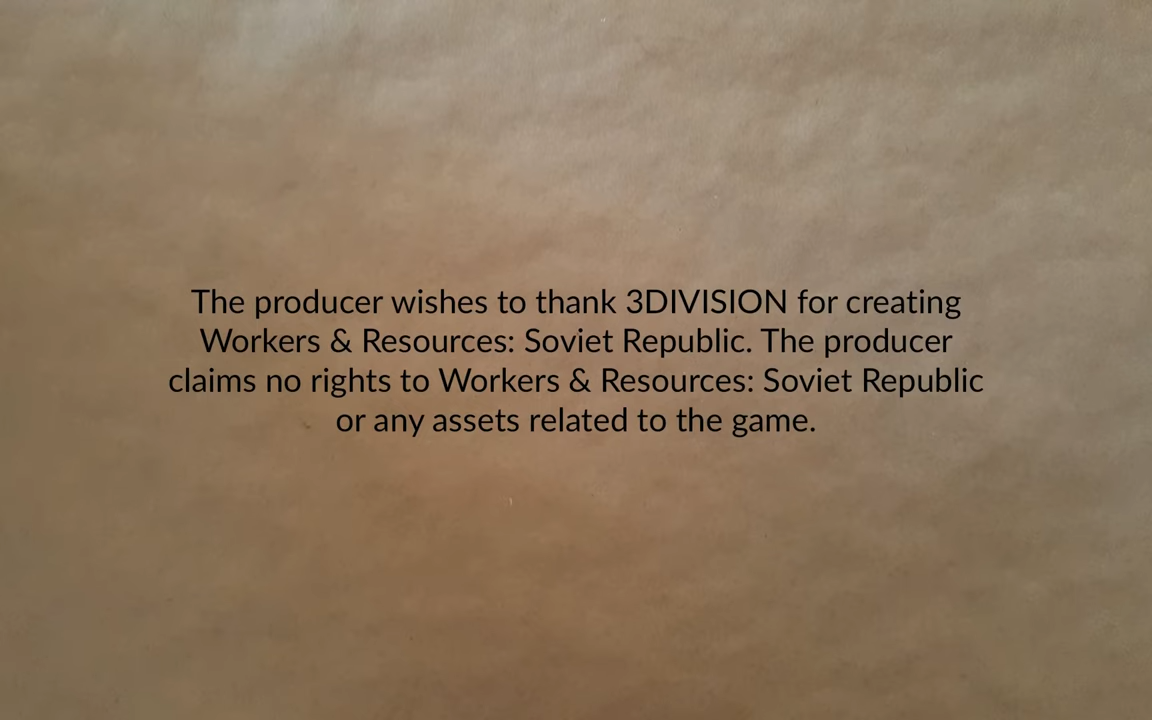 The producer wishes to thank 3DIVISION for creating
Workers & Resources: Soviet Republic. The producer
claims no rights to Workers & Resources: Soviet Republic
or any assets related to the game.